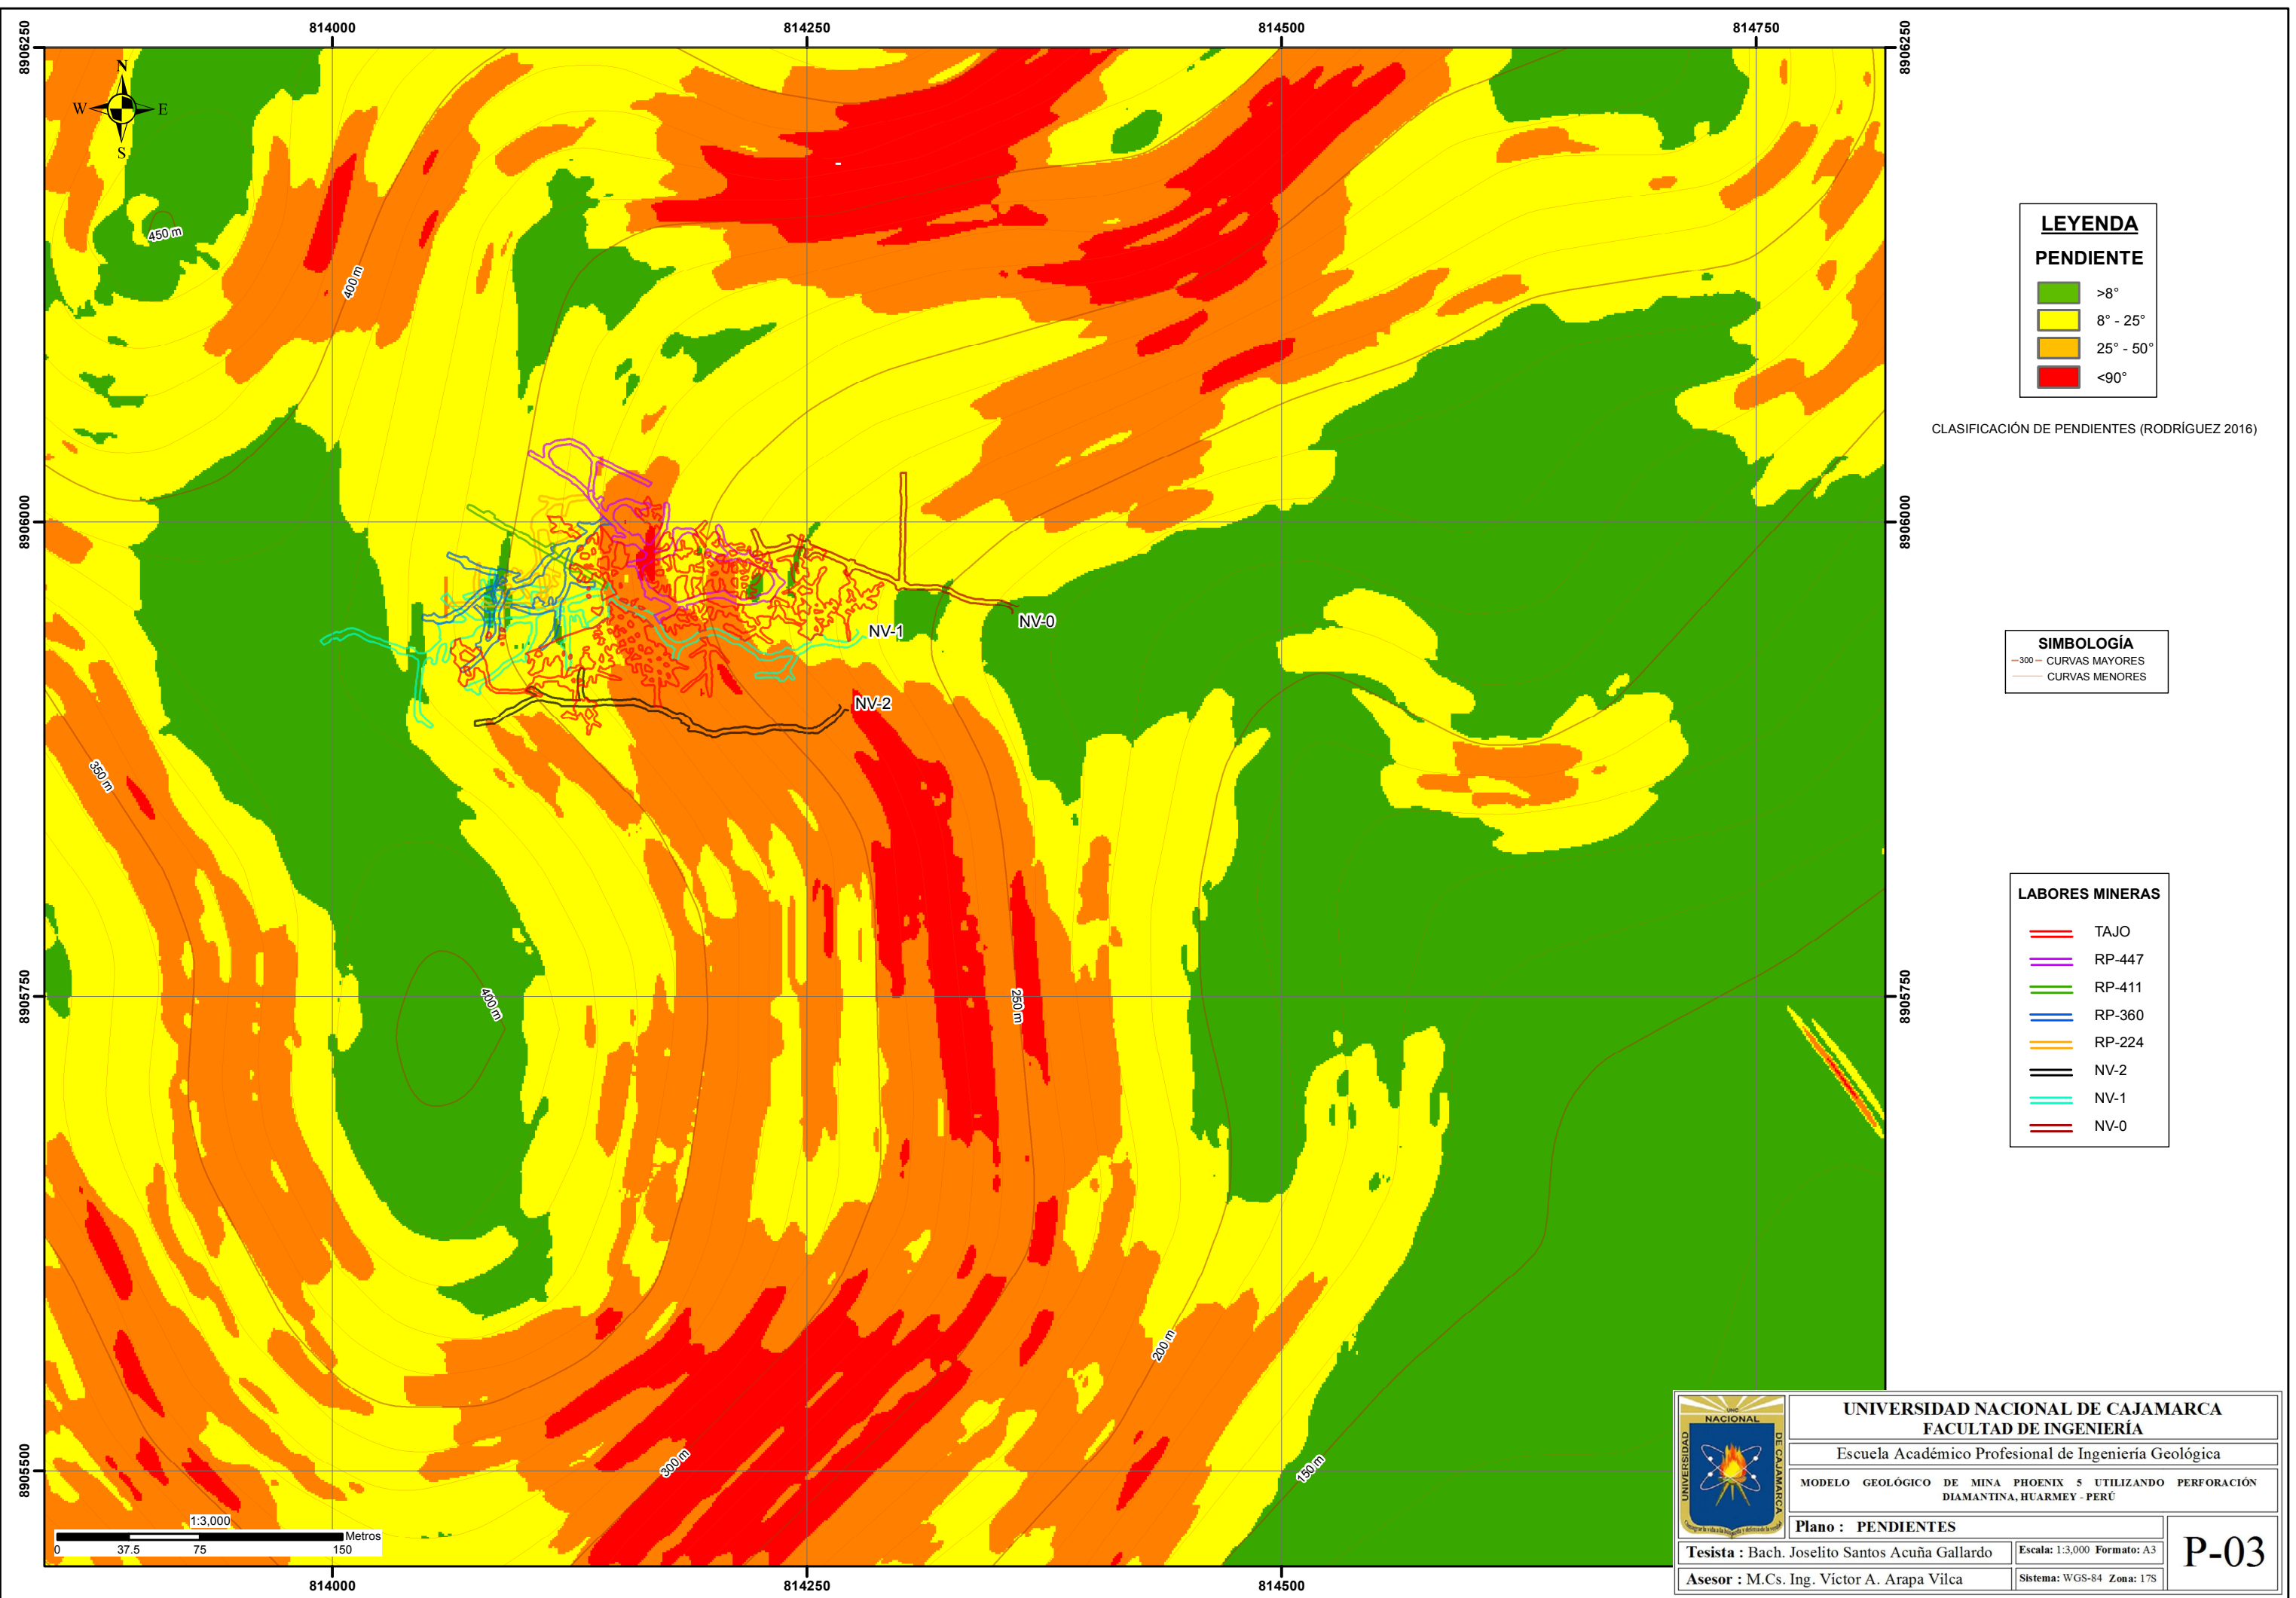 814000
814250
814500
814750
8906250
8906250
N
W
E
S
450 m
400 m
LEYENDA
PENDIENTE
>8°
8° - 25°
25° - 50°
<90°
CLASIFICACIÓN DE PENDIENTES (RODRÍGUEZ 2016)
8906000
8906000
NV-0
NV-1
NV-2
SIMBOLOGÍA
300 CURVAS MAYORES
CURVAS MENORES
350 m
LABORES MINERAS
TAJO
RP-447
RP-411
RP-360
RP-224
NV-2
NV-1
NV-0
8905750
8905750
400 m
250 m
200 m
300 m
150 m
8905500
1:3,000
Metros
0 37.5 75 150
814000
814250
814500
UNC
NACIONAL
UNIVERSIDAD
DE CAJAMARCA
UNIVERSIDAD NACIONAL DE CAJAMARCA
FACULTAD DE INGENIERÍA
Escuela Académico Profesional de Ingeniería Geológica
MODELO GEOLÓGICO DE MINA PHOENIX 5 UTILIZANDO PERFORACIÓN
DIAMANTINA, HUARMEY - PERÚ
Plano : PENDIENTES
Tesista : Bach. Joselito Santos Acuña Gallardo
Escala: 1:3,000 Formato: A3
Asesor : M.Cs. Ing. Víctor A. Arapa Vilca
Sistema: WGS-84 Zona: 17S
P-03